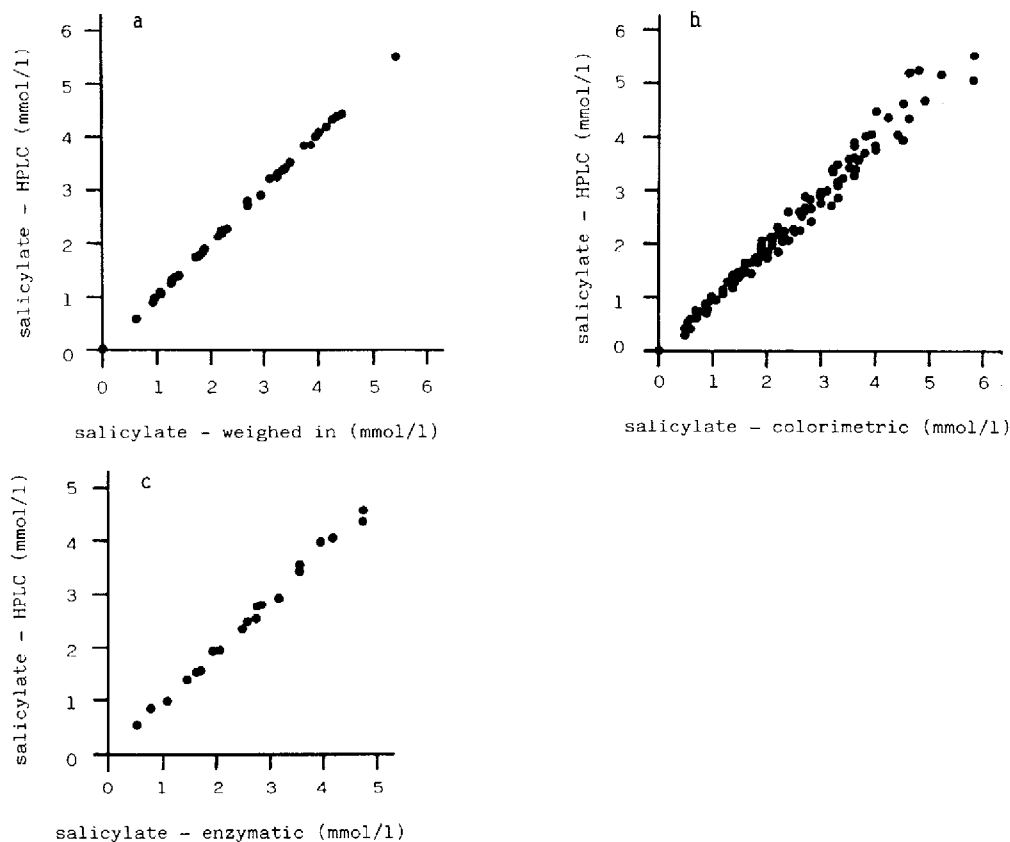 a
salicylate - HPLC (mmol/l)
6
5
4
3
2
1
0
0 1 2 3 4 5 6
salicylate - weighed in (mmol/l)
b
salicylate - HPLC (mmol/l)
6
5
4
3
2
1
0
0 1 2 3 4 5 6
salicylate - colorimetric (mmol/l)
c
salicylate - HPLC (mmol/l)
5
4
3
2
1
0
0 1 2 3 4 5
salicylate - enzymatic (mmol/l)